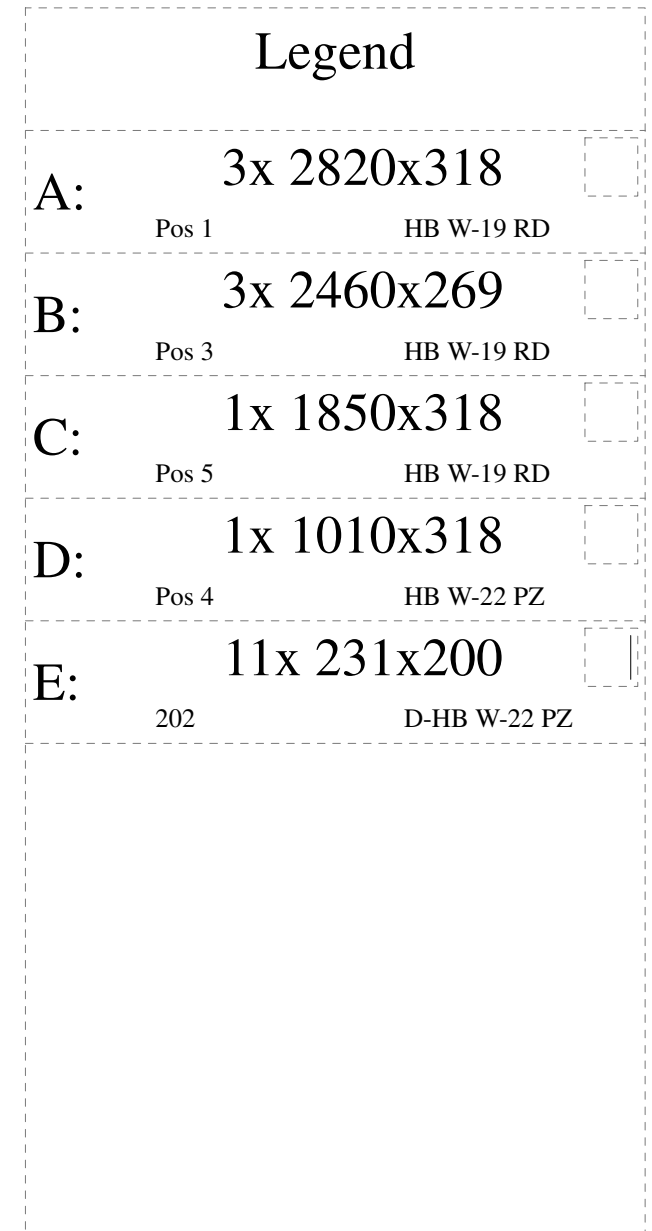 Legend
A: 3x 2820x318
Pos 1 HB W-19 RD
B: 3x 2460x269
Pos 3 HB W-19 RD
C: 1x 1850x318
Pos 5 HB W-19 RD
D: 1x 1010x318
Pos 4 HB W-22 PZ
E: 11x 231x200
202 D-HB W-22 PZ